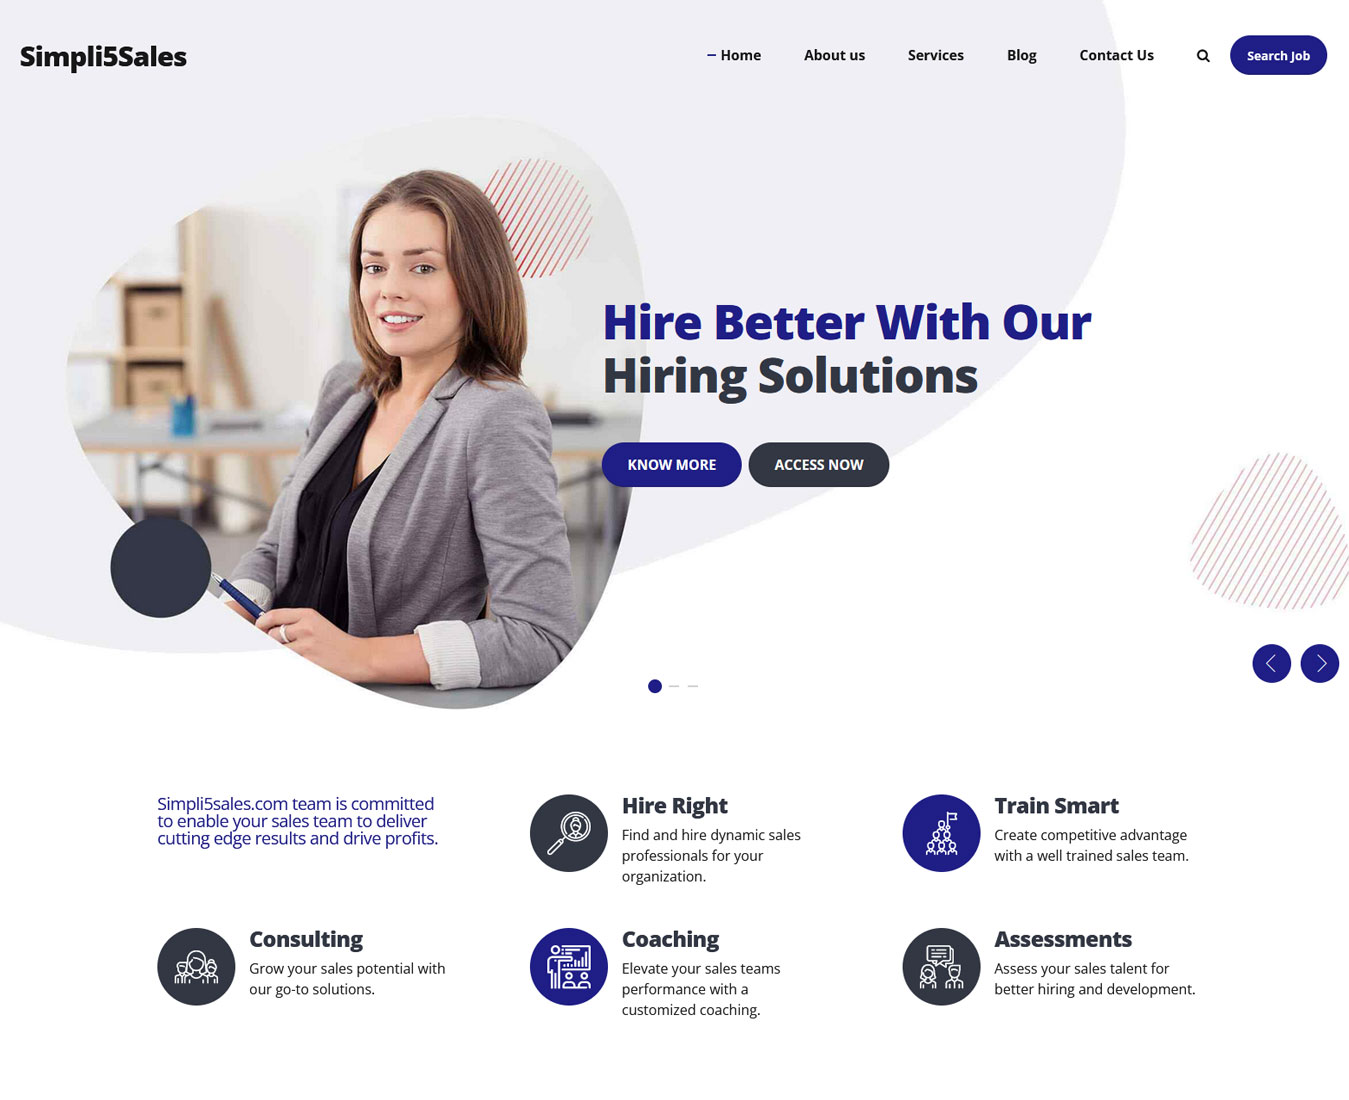 Simpli5Sales
Home
About us
Services
Blog
Contact Us
Search Job
Hire Better With Our
Hiring Solutions
KNOW MORE
ACCESS NOW
Simpli5sales.com team is committed
to enable your sales team to deliver
cutting edge results and drive profits.
Hire Right
Find and hire dynamic sales
professionals for your
organization.
Train Smart
Create competitive advantage
with a well trained sales team.
Consulting
Grow your sales potential with
our go-to solutions.
Coaching
Elevate your sales teams
performance with a
customized coaching.
Assessments
Assess your sales talent for
better hiring and development.